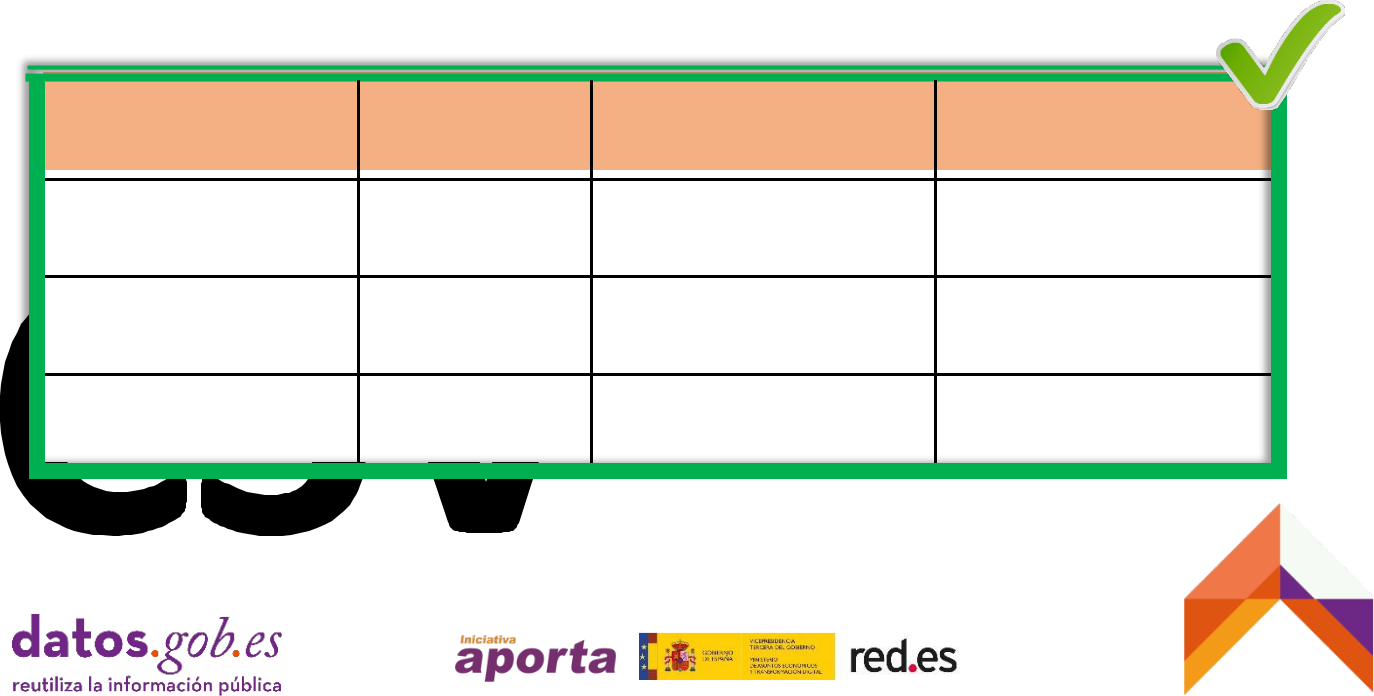 CSV
datos.gob.es
reutiliza la información pública
Iniciativa
aporta
GOBIERNO
DE ESPAÑA
VICEPRESIDENCIA
TERCERA DEL GOBIERNO
MINISTERIO
DE ASUNTOS ECONÓMICOS
Y TRANSFORMACIÓN DIGITAL
red.es